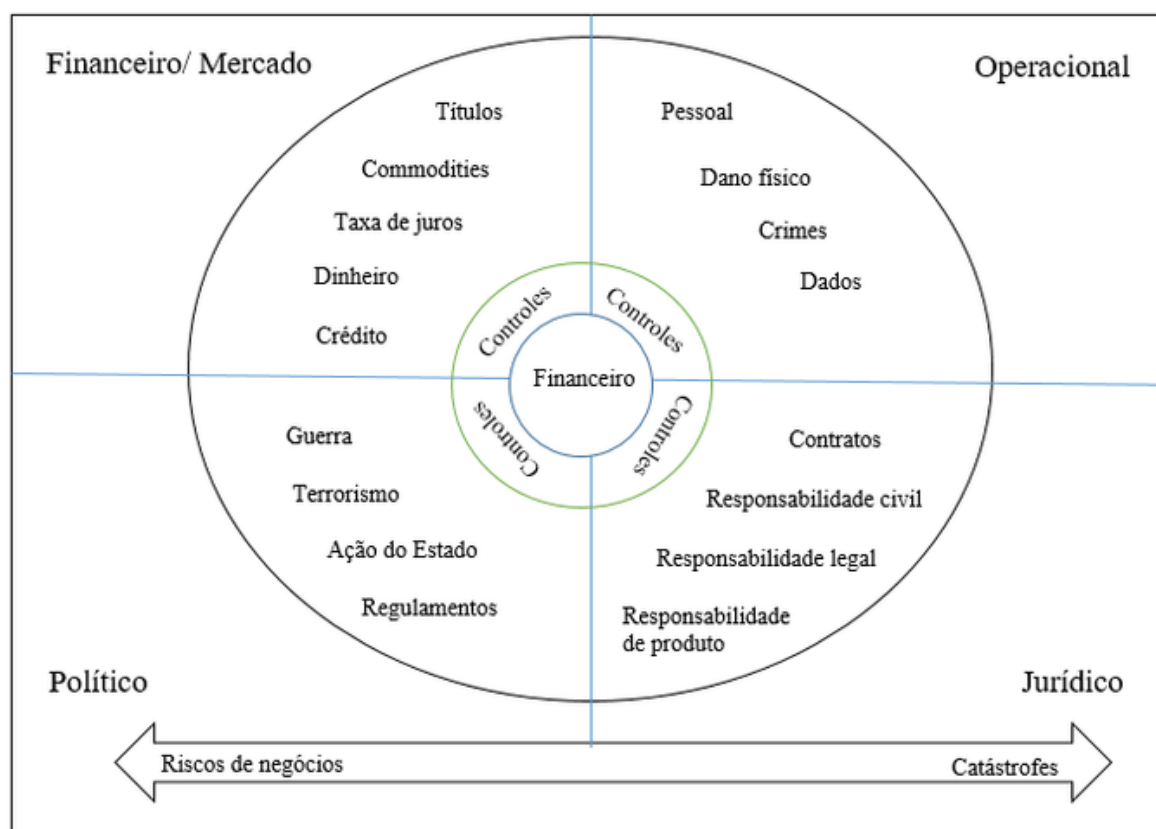 Financeiro/ Mercado
Operacional
Títulos
Commodities
Taxa de juros
Dinheiro
Crédito
Pessoal
Dano físico
Crimes
Dados
Controles
Controles
Financeiro
Controles
Controles
Guerra
Terrorismo
Ação do Estado
Regulamentos
Contratos
Responsabilidade civil
Responsabilidade legal
Responsabilidade
de produto
Político
Jurídico
Riscos de negócios
Catástrofes